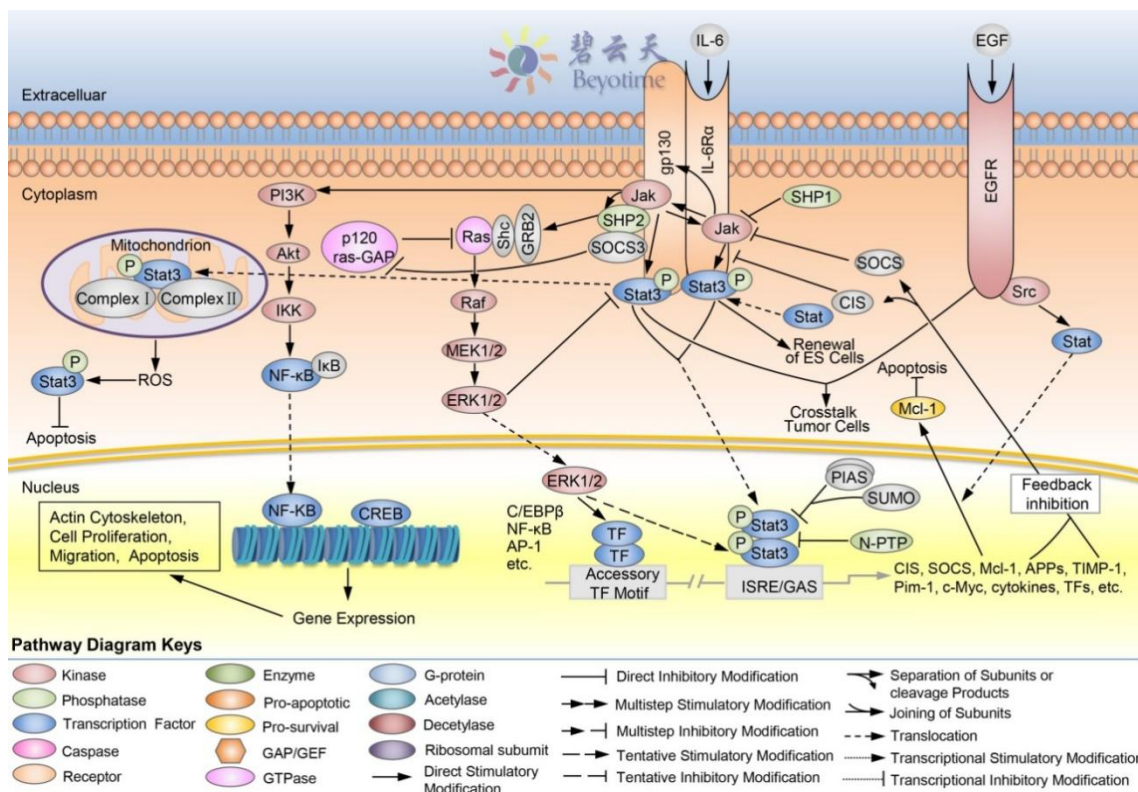 碧云天
Beyotime
IL-6
EGF
Extracelluar
gp130
IL-6Rα
EGFR
Cytoplasm
PI3K
Jak
SHP1
SHP2
Jak
p120
ras-GAP
Ras
Shc
GRB2
SOCS3
SOCS
Mitochondrion
P
Stat3
Complex I
Complex II
Akt
IKK
Raf
Stat3
P
Stat3
P
Stat
CIS
Src
Stat
MEK1/2
Renewal
of ES Cells
P
Stat3
ROS
NF-κB
IκB
ERK1/2
Apoptosis
Mcl-1
Crosstalk
Tumor Cells
Apoptosis
Nucleus
ERK1/2
PIAS
SUMO
Feedback
inhibition
Actin Cytoskeleton,
Cell Proliferation,
Migration, Apoptosis
NF-KB
CREB
C/EBPβ
NF-κB
AP-1
etc.
TF
TF
P
Stat3
P
Stat3
N-PTP
Accessory
TF Motif
ISRE/GAS
CIS, SOCS, Mcl-1, APPs, TIMP-1,
Pim-1, c-Myc, cytokines, TFs, etc.
Gene Expression
Pathway Diagram Keys
Kinase
Phosphatase
Transcription Factor
Caspase
Receptor
Enzyme
Pro-apoptotic
Pro-survival
GAP/GEF
GTPase
G-protein
Acetylase
Decetylase
Ribosomal subunit
Direct Stimulatory
Modification
Direct Inhibitory Modification
Multistep Stimulatory Modification
Multistep Inhibitory Modification
Tentative Stimulatory Modification
Tentative Inhibitory Modification
Separation of Subunits or
cleavage Products
Joining of Subunits
Translocation
Transcriptional Stimulatory Modification
Transcriptional Inhibitory Modification